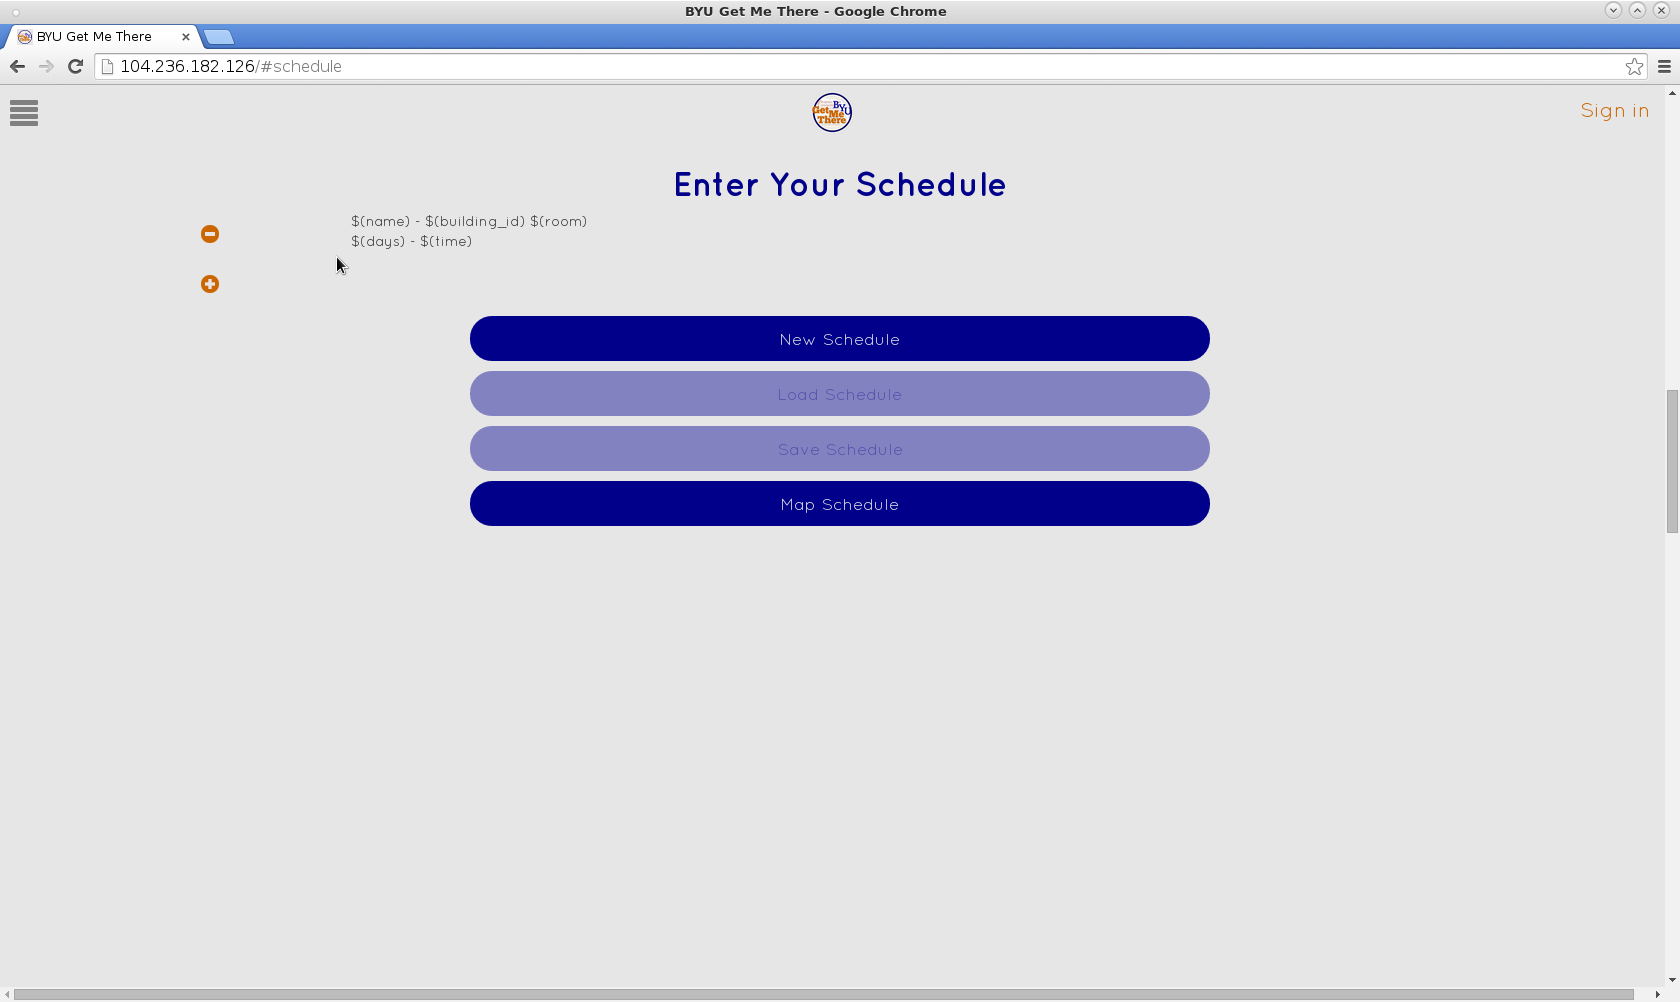 BYU Get Me There - Google Chrome
BYU Get Me There
104.236.182.126/#schedule
BYU
Get
Me
There
Sign in
Enter Your Schedule
$(name) - $(building_id) $(room)
$(days) - $(time)
New Schedule
Load Schedule
Save Schedule
Map Schedule